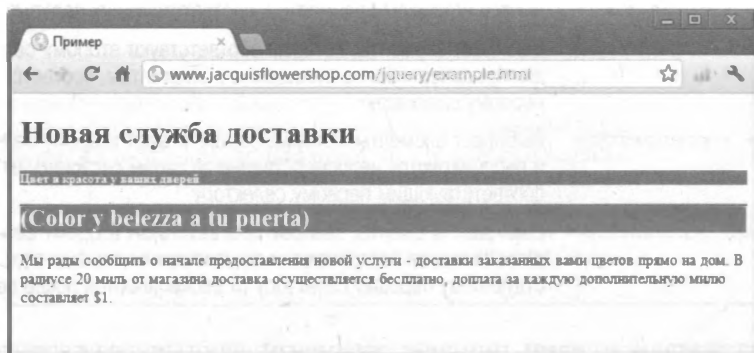 Пример
www.jacquisflowershop.com/jquery/example.html
Новая служба доставки
Цвет и красота у ваших дверей
(Color y belezza a tu puerta)
Мы рады сообщить о начале предоставления новой услуги - доставки заказанных вами цветов прямо на дом. В
радиусе 20 миль от магазина доставка осуществляется бесплатно, доплата за каждую дополнительную милю
составляет $1.